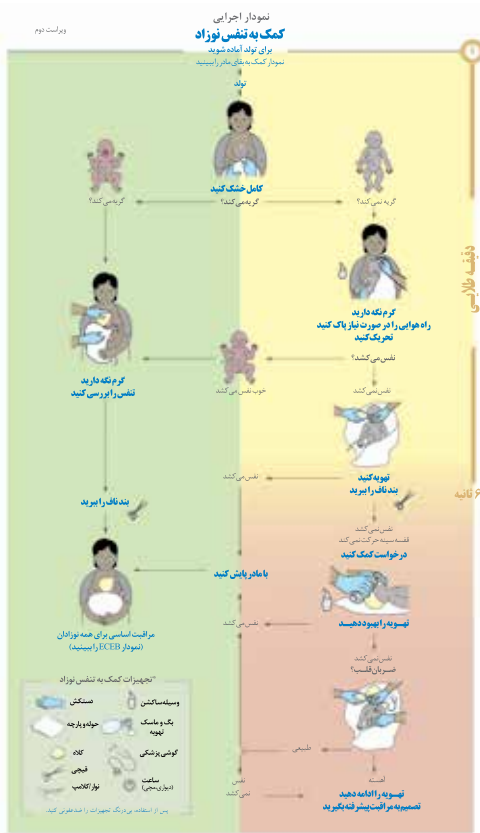 نمودار اجرایی
ویراست دوم
کمک به تنفس نوزاد
برای تولد آماده شوید
نمودار کمک به بقای مادر را ببینید
تولد
کامل خشک کنید
گریه می‌کند؟
گریه نمی‌کند؟
گریه می‌کند؟
دقیقه طلایی
گرم نگه دارید
راه هوایی را در صورت نیاز پاک کنید
تحریک کنید
نفس می‌کشد؟
خوب نفس می‌کشد
نفس نمی‌کشد
گرم نگه دارید
تنفس را بررسی کنید
تهویه کنید
نفس می‌کشد
بند ناف را ببرید
بند ناف را ببرید
۶ ثانیه
نفس نمی‌کشد
قفسه سینه حرکت نمی‌کند
درخواست کمک کنید
با مادر پایش کنید
تهـویه را بهبود دهیـد
نفس می‌کشد
مراقبت اساسی برای همه نوزادان
(نمودار ECEB را ببینید)
نفس نمی‌کشد
ضربان قلب؟
طبیعی
آهسته
نفس
نمی‌کشد
تهویه را ادامه دهید
تصمیم به مراقبت پیشرفته بگیرید
*تجهیزات کمک به تنفس نوزاد
وسیله ساکشن
دستکش
بگ و ماسک
تهویه
حوله و پارچه
گوشی پزشکی
کلاه
قیچی
ساعت
(دیواری،مچی)
نوار/کلامپ
پس از استفاده، بی‌درنگ تجهیزات را ضدعفونی کنید.